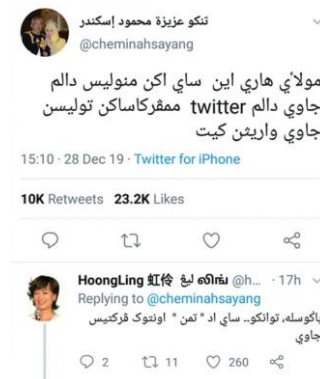 تنكو عزيزة محمود إسكندر
@cheminahsayang
مولاي هاري اين ساي اكن منوليس دالم
جاوي دالم twitter ممڤركاساكن توليسن
جاوي واريثن كيت
15:10 · 28 Dec 19 · Twitter for iPhone
10K Retweets 23.2K Likes
HoongLing 虹伶 @h... · 17h
Replying to @cheminahsayang
باݢوسله، توانكو.. ساي اد " تمن " اونتوق ڤركتيس
جاوي
2 11 260